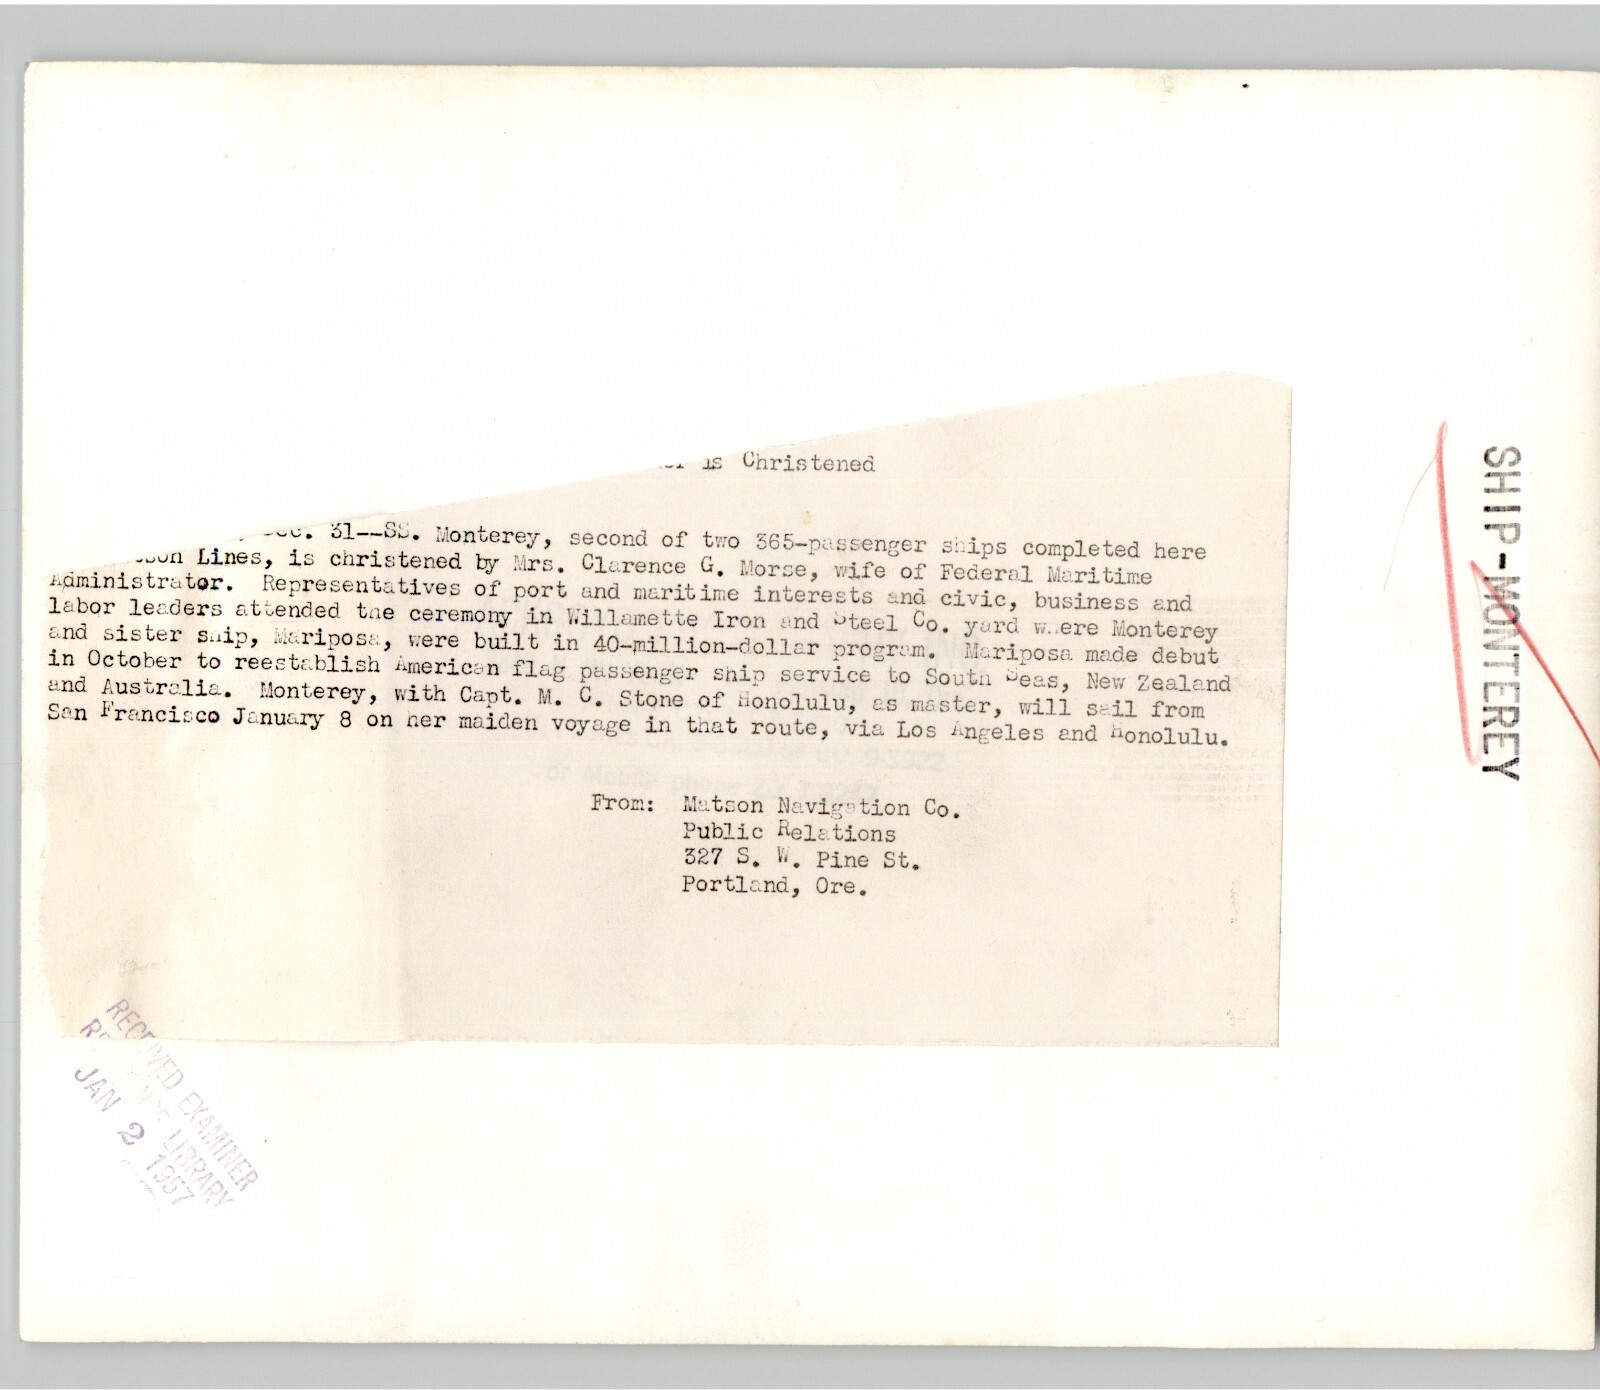 is Christened
31--SS. Monterey, second of two 365-passenger ships completed here
Lines, is christened by Mrs. Clarence G. Morse, wife of Federal Maritime
Administrator. Representatives of port and maritime interests and civic, business and
labor leaders attended the ceremony in Willamette Iron and Steel Co. yard where Monterey
and sister ship, Mariposa, were built in 40-million-dollar program. Mariposa made debut
in October to reestablish American flag passenger ship service to South Seas, New Zealand
and Australia. Monterey, with Capt. M. C. Stone of Honolulu, as master, will sail from
San Francisco January 8 on her maiden voyage in that route, via Los Angeles and Honolulu.
From: Matson Navigation Co.
Public Relations
327 S. W. Pine St.
Portland, Ore.
SHIP-MONTEREY
RECEIVED EXAMINER
LIBRARY
JAN 2 1957